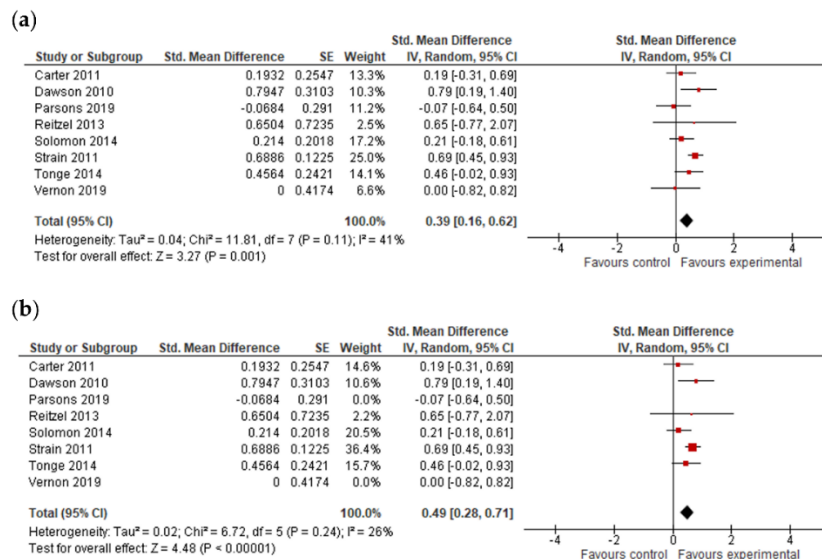 (a)
Std. Mean Difference Std. Mean Difference
Study or Subgroup Std. Mean Difference SE Weight IV, Random, 95% CI IV, Random, 95% CI
Carter 2011 0.1932 0.2547 13.3% 0.19 [-0.31, 0.69]
Dawson 2010 0.7947 0.3103 10.3% 0.79 [0.19, 1.40]
Parsons 2019 -0.0684 0.291 11.2% -0.07 [-0.64, 0.50]
Reitzel 2013 0.6504 0.7235 2.5% 0.65 [-0.77, 2.07]
Solomon 2014 0.214 0.2018 17.2% 0.21 [-0.18, 0.61]
Strain 2011 0.6886 0.1225 25.0% 0.69 [0.45, 0.93]
Tonge 2014 0.4564 0.2421 14.1% 0.46 [-0.02, 0.93]
Vernon 2019 0 0.4174 6.6% 0.00 [-0.82, 0.82]
Total (95% CI) 100.0% 0.39 [0.16, 0.62]
Heterogeneity: Tau² = 0.04; Chi² = 11.81, df = 7 (P = 0.11); I² = 41%
Test for overall effect: Z = 3.27 (P = 0.001)
-4 -2 0 2 4
Favours control Favours experimental
(b)
Std. Mean Difference Std. Mean Difference
Study or Subgroup Std. Mean Difference SE Weight IV, Random, 95% CI IV, Random, 95% CI
Carter 2011 0.1932 0.2547 14.6% 0.19 [-0.31, 0.69]
Dawson 2010 0.7947 0.3103 10.6% 0.79 [0.19, 1.40]
Parsons 2019 -0.0684 0.291 0.0% -0.07 [-0.64, 0.50]
Reitzel 2013 0.6504 0.7235 2.2% 0.65 [-0.77, 2.07]
Solomon 2014 0.214 0.2018 20.5% 0.21 [-0.18, 0.61]
Strain 2011 0.6886 0.1225 36.4% 0.69 [0.45, 0.93]
Tonge 2014 0.4564 0.2421 15.7% 0.46 [-0.02, 0.93]
Vernon 2019 0 0.4174 0.0% 0.00 [-0.82, 0.82]
Total (95% CI) 100.0% 0.49 [0.28, 0.71]
Heterogeneity: Tau² = 0.02; Chi² = 6.72, df = 5 (P = 0.24); I² = 26%
Test for overall effect: Z = 4.48 (P < 0.00001)
-4 -2 0 2 4
Favours control Favours experimental